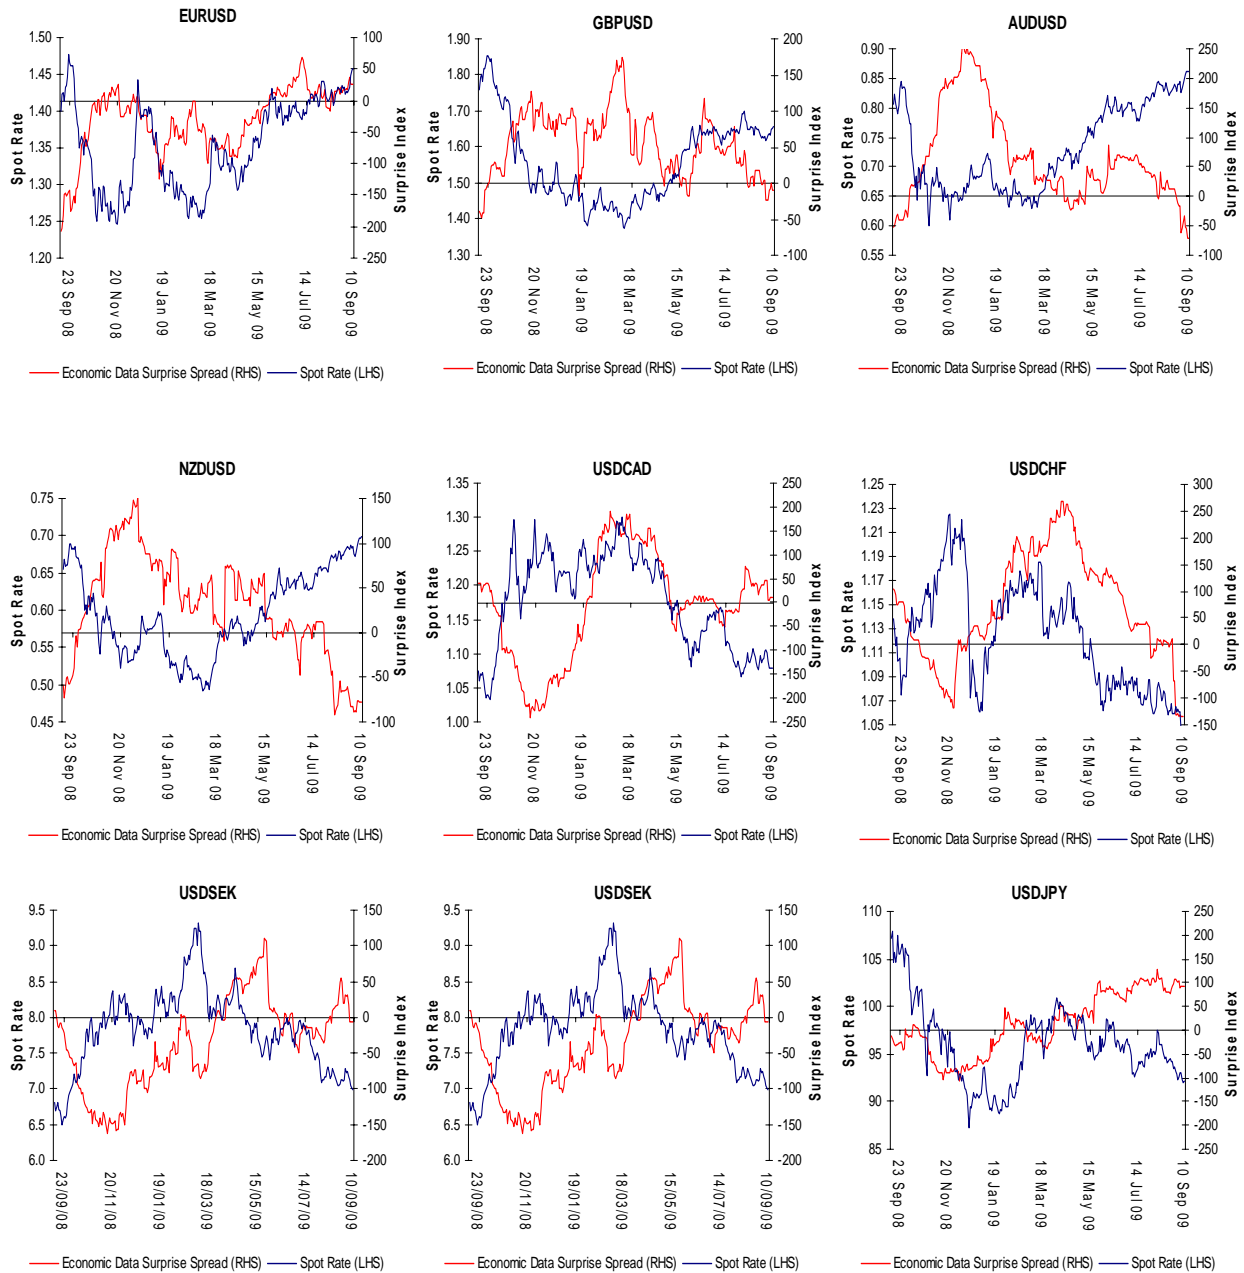 EURUSD
1.50
1.45
1.40
1.35
1.30
1.25
1.20
100
50
0
-50
-100
-150
-200
-250
Spot Rate
Surprise Index
23 Sep 08
20 Nov 08
19 Jan 09
18 Mar 09
15 May 09
14 Jul 09
10 Sep 09
Economic Data Surprise Spread (RHS)
Spot Rate (LHS)
GBPUSD
1.90
1.80
1.70
1.60
1.50
1.40
1.30
200
150
100
50
0
-50
-100
Spot Rate
Surprise Index
23 Sep 08
20 Nov 08
19 Jan 09
18 Mar 09
15 May 09
14 Jul 09
10 Sep 09
Economic Data Surprise Spread (RHS)
Spot Rate (LHS)
AUDUSD
0.90
0.85
0.80
0.75
0.70
0.65
0.60
0.55
250
200
150
100
50
0
-50
-100
Spot Rate
Surprise Index
23 Sep 08
20 Nov 08
19 Jan 09
18 Mar 09
15 May 09
14 Jul 09
10 Sep 09
Economic Data Surprise Spread (RHS)
Spot Rate (LHS)
NZDUSD
0.75
0.70
0.65
0.60
0.55
0.50
0.45
150
100
50
0
-50
-100
Spot Rate
Surprise Index
23 Sep 08
20 Nov 08
19 Jan 09
18 Mar 09
15 May 09
14 Jul 09
10 Sep 09
Economic Data Surprise Spread (RHS)
Spot Rate (LHS)
USDCAD
1.35
1.30
1.25
1.20
1.15
1.10
1.05
1.00
250
200
150
100
50
0
-50
-100
-150
-200
-250
Spot Rate
Surprise Index
23 Sep 08
20 Nov 08
19 Jan 09
18 Mar 09
15 May 09
14 Jul 09
10 Sep 09
Economic Data Surprise Spread (RHS)
Spot Rate (LHS)
USDCHF
1.25
1.23
1.21
1.19
1.17
1.15
1.13
1.11
1.09
1.07
1.05
300
250
200
150
100
50
0
-50
-100
-150
Spot Rate
Surprise Index
23 Sep 08
20 Nov 08
19 Jan 09
18 Mar 09
15 May 09
14 Jul 09
10 Sep 09
Economic Data Surprise Spread (RHS)
Spot Rate (LHS)
USDSEK
9.5
9.0
8.5
8.0
7.5
7.0
6.5
6.0
150
100
50
0
-50
-100
-150
-200
Spot Rate
Surprise Index
23/09/08
20/11/08
19/01/09
18/03/09
15/05/09
14/07/09
10/09/09
Economic Data Surprise Spread (RHS)
Spot Rate (LHS)
USDSEK
9.5
9.0
8.5
8.0
7.5
7.0
6.5
6.0
150
100
50
0
-50
-100
-150
-200
Spot Rate
Surprise Index
23/09/08
20/11/08
19/01/09
18/03/09
15/05/09
14/07/09
10/09/09
Economic Data Surprise Spread (RHS)
Spot Rate (LHS)
USDJPY
110
105
100
95
90
85
250
200
150
100
50
0
-50
-100
-150
-200
-250
Spot Rate
Surprise Index
23 Sep 08
20 Nov 08
19 Jan 09
18 Mar 09
15 May 09
14 Jul 09
10 Sep 09
Economic Data Surprise Spread (RHS)
Spot Rate (LHS)